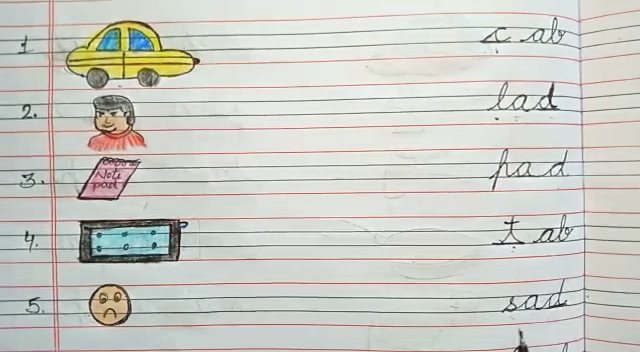 1 cab
2. lad
3. Note pad pad
4. tab
5. sad